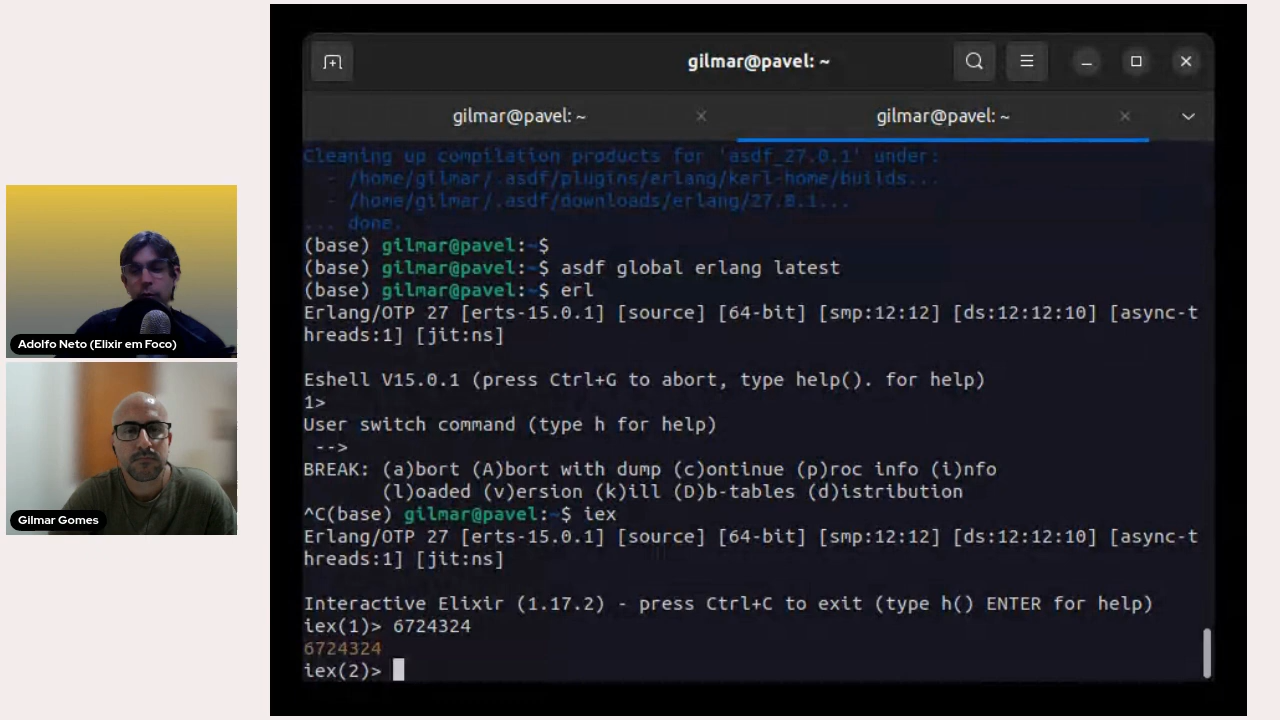 gilmar@pavel: ~
gilmar@pavel: ~
gilmar@pavel: ~
Cleaning up compilation products for 'asdf_27.0.1' under:
- /home/gilmar/.asdf/plugins/erlang/kerl-home/builds...
- /home/gilmar/.asdf/downloads/erlang/27.0.1...
... done.
(base) gilmar@pavel:~$
(base) gilmar@pavel:~$ asdf global erlang latest
(base) gilmar@pavel:~$ erl
Erlang/OTP 27 [erts-15.0.1] [source] [64-bit] [smp:12:12] [ds:12:12:10] [async-t
hreads:1] [jit:ns]
Eshell V15.0.1 (press Ctrl+G to abort, type help(). for help)
1>
User switch command (type h for help)
-->
BREAK: (a)bort (A)bort with dump (c)ontinue (p)roc info (i)nfo
(l)oaded (v)ersion (k)ill (D)b-tables (d)istribution
^C(base) gilmar@pavel:~$ iex
Erlang/OTP 27 [erts-15.0.1] [source] [64-bit] [smp:12:12] [ds:12:12:10] [async-t
hreads:1] [jit:ns]
Interactive Elixir (1.17.2) - press Ctrl+C to exit (type h() ENTER for help)
iex(1)> 6724324
6724324
iex(2)>
Adolfo Neto (Elixir em Foco)
Gilmar Gomes